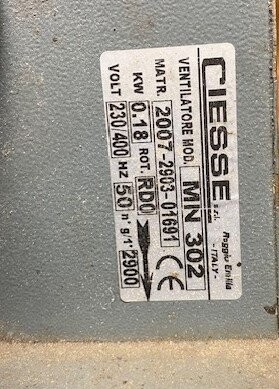 CIESSE s.r.l.
Reggio Emilia
- ITALY -
VENTILATORE MOD. MN 302
MATR. 2007-2903-01691 CE
KW 0.18 ROT. RD0
VOLT 230/400 HZ 50 n° g/1' 2900